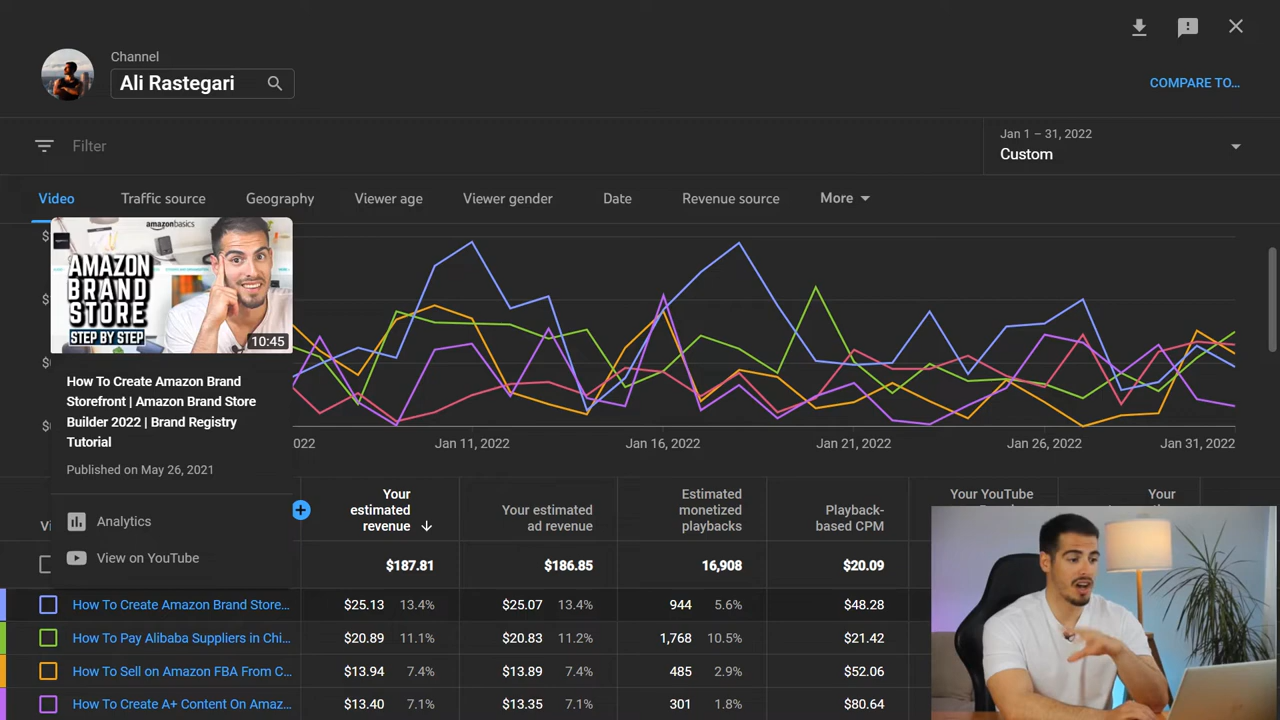 Channel
Ali Rastegari
COMPARE TO...
Filter
Jan 1 – 31, 2022
Custom
Video
Traffic source
Geography
Viewer age
Viewer gender
Date
Revenue source
More
amazonbasics
AMAZON
BRAND
STORE
STEP BY STEP
10:45
How To Create Amazon Brand
Storefront | Amazon Brand Store
Builder 2022 | Brand Registry
Tutorial
Published on May 26, 2021
Analytics
View on YouTube
2022
Jan 11, 2022
Jan 16, 2022
Jan 21, 2022
Jan 26, 2022
Jan 31, 2022
Your
estimated
revenue
Your estimated
ad revenue
Estimated
monetized
playbacks
Playback-
based CPM
Your YouTube
Your
$187.81
$186.85
16,908
$20.09
How To Create Amazon Brand Store... $25.13 13.4% $25.07 13.4% 944 5.6% $48.28
How To Pay Alibaba Suppliers in Chi... $20.89 11.1% $20.83 11.2% 1,768 10.5% $21.42
How To Sell on Amazon FBA From C... $13.94 7.4% $13.89 7.4% 485 2.9% $52.06
How To Create A+ Content On Amaz... $13.40 7.1% $13.35 7.1% 301 1.8% $80.64